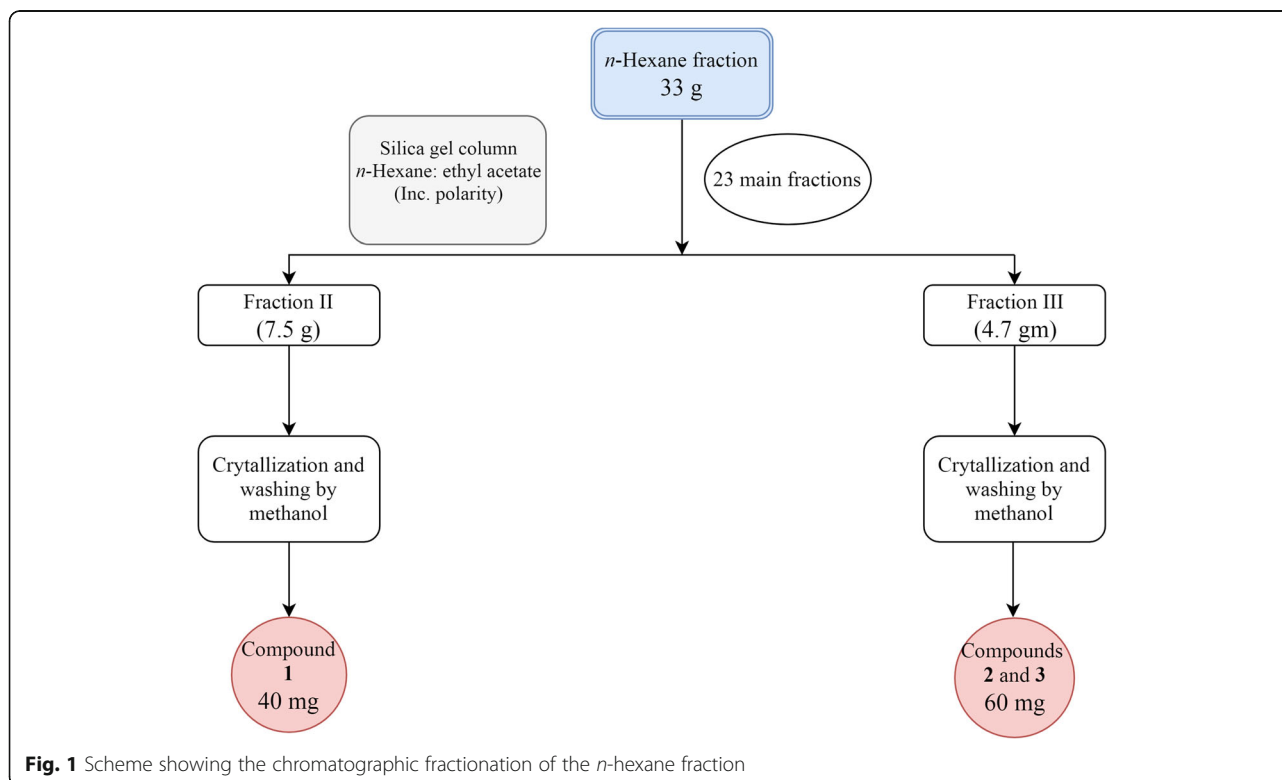 n-Hexane fraction
33 g
Silica gel column
n-Hexane: ethyl acetate
(Inc. polarity)
23 main fractions
Fraction II
(7.5 g)
Fraction III
(4.7 gm)
Crytallization and
washing by
methanol
Crytallization and
washing by
methanol
Compound
1
40 mg
Compounds
2 and 3
60 mg
Fig. 1 Scheme showing the chromatographic fractionation of the n-hexane fraction